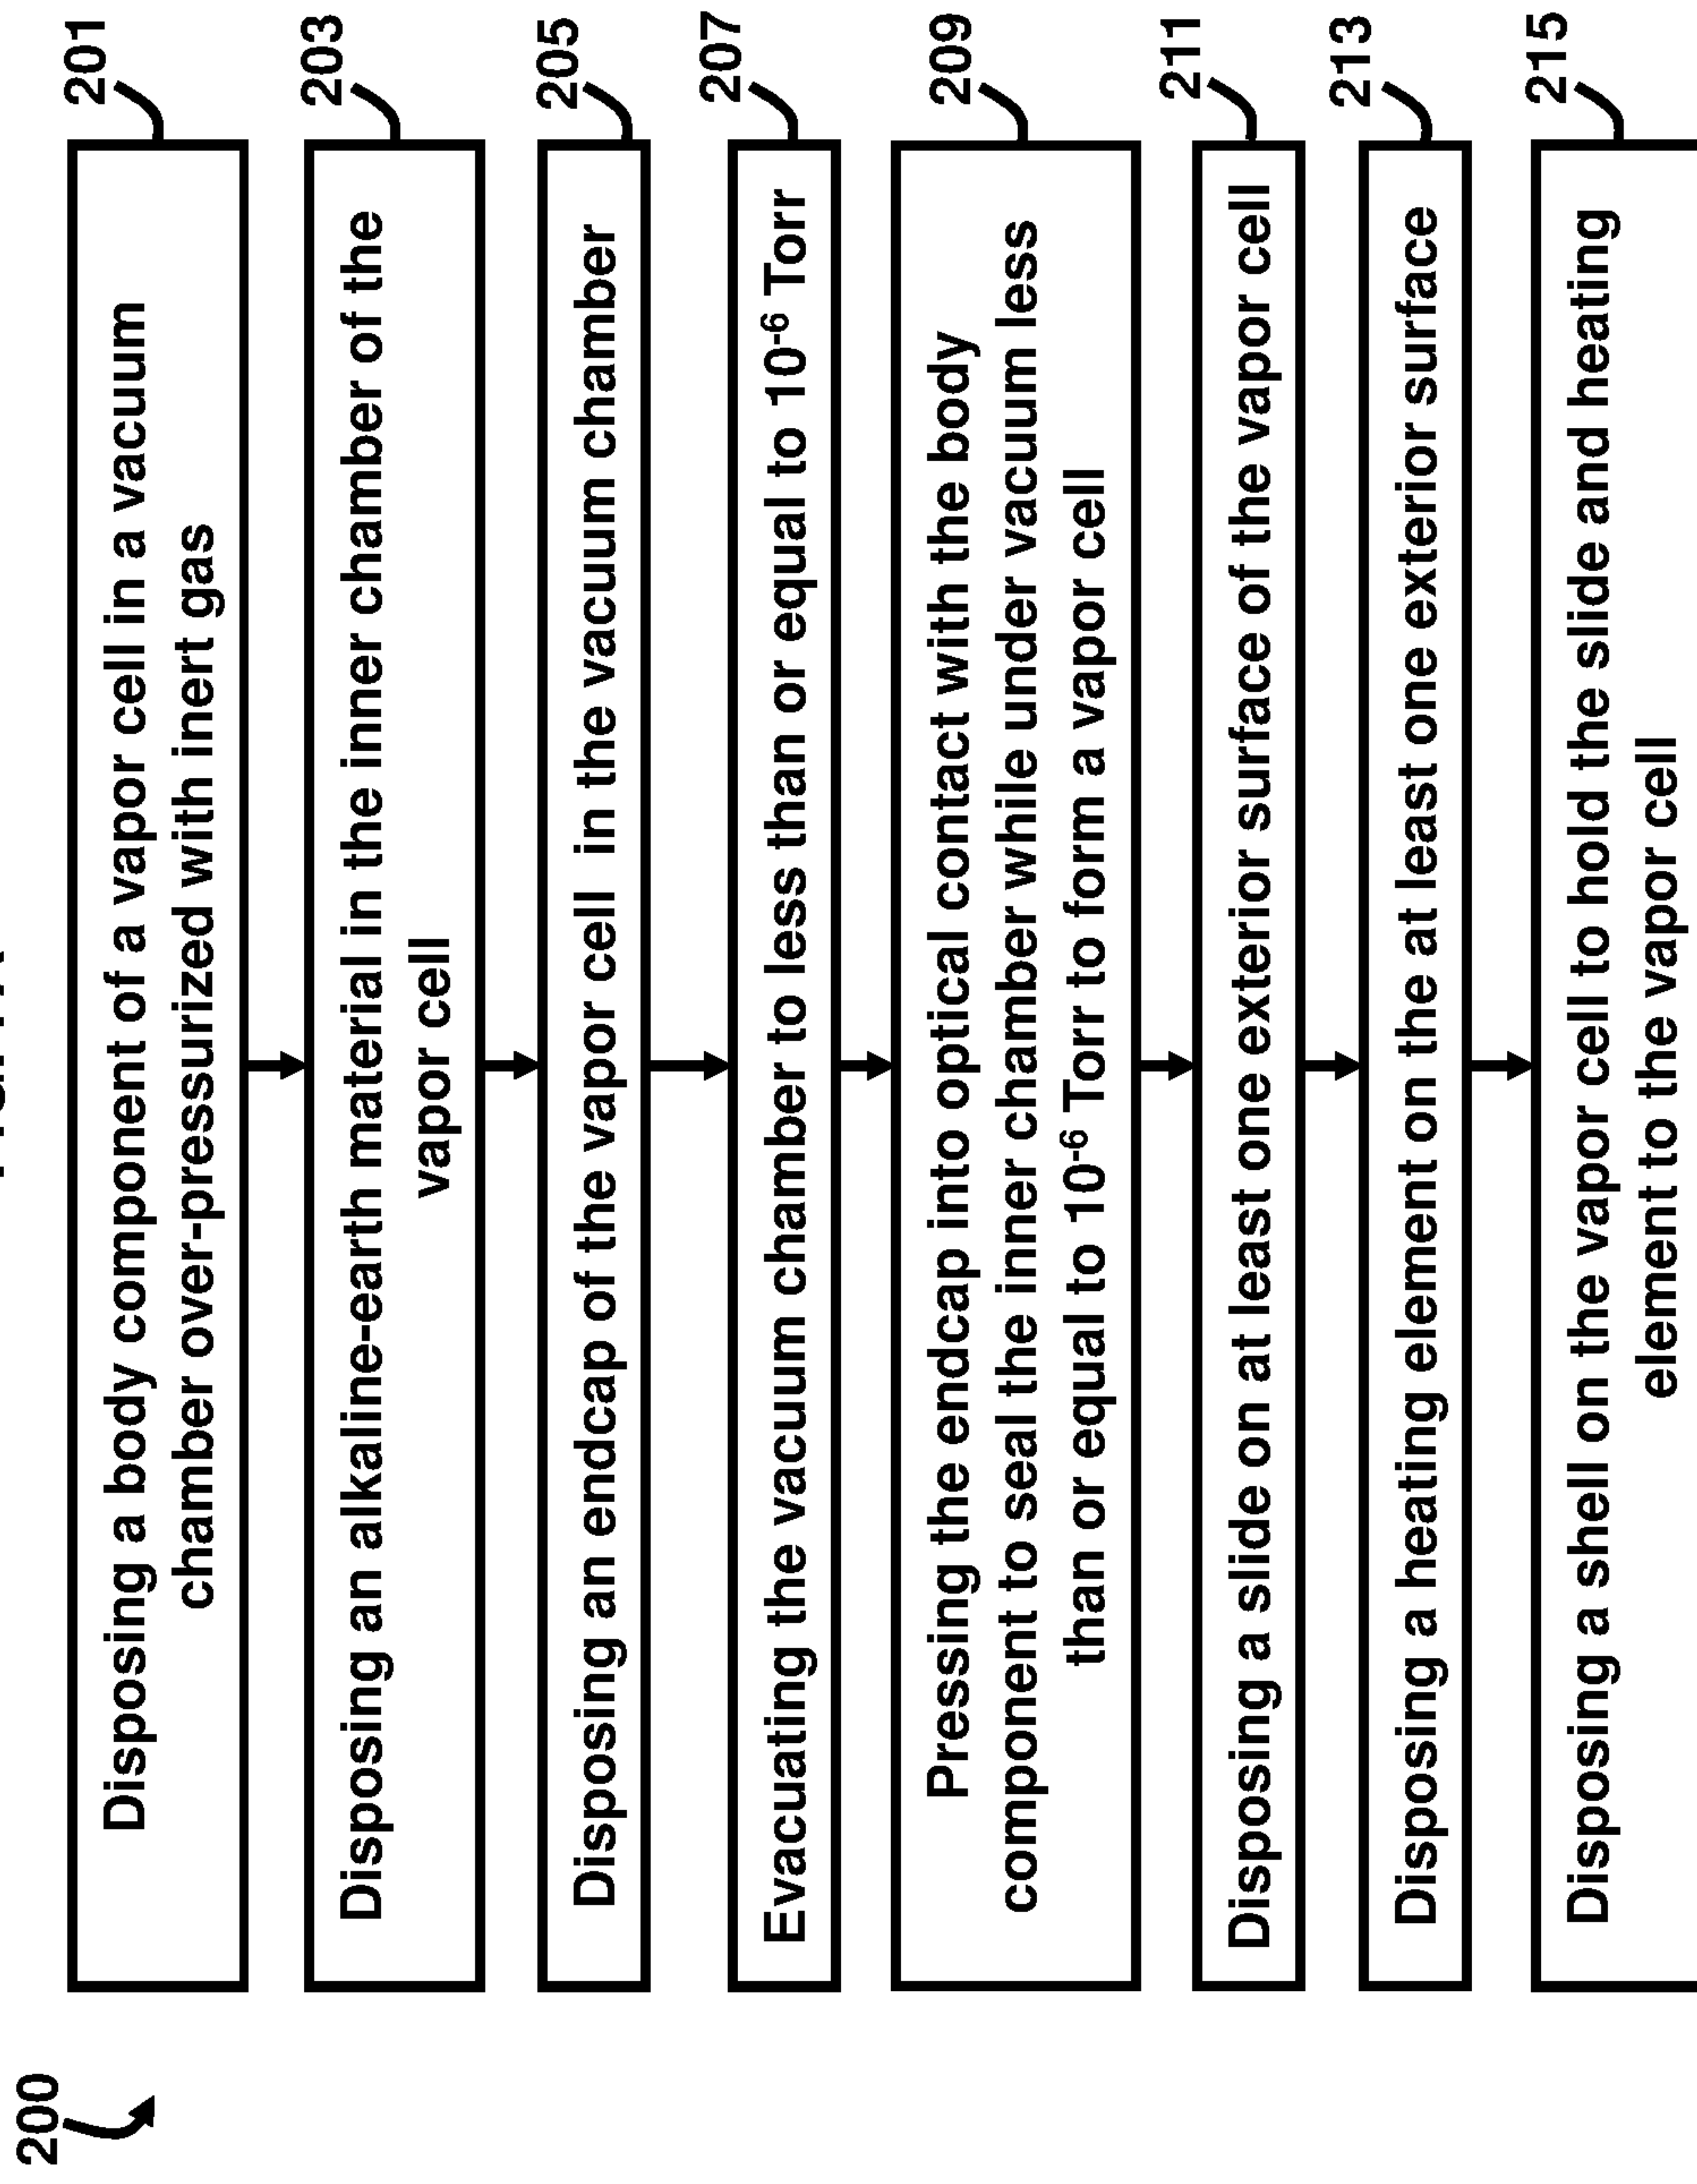 200
Disposing a body component of a vapor cell in a vacuum
chamber over-pressurized with inert gas
201
Disposing an alkaline-earth material in the inner chamber of the
vapor cell
203
Disposing an endcap of the vapor cell in the vacuum chamber
205
Evacuating the vacuum chamber to less than or equal to 10⁻⁶ Torr
207
Pressing the endcap into optical contact with the body
component to seal the inner chamber while under vacuum less
than or equal to 10⁻⁶ Torr to form a vapor cell
209
Disposing a slide on at least one exterior surface of the vapor cell
211
Disposing a heating element on the at least one exterior surface
213
Disposing a shell on the vapor cell to hold the slide and heating
element to the vapor cell
215